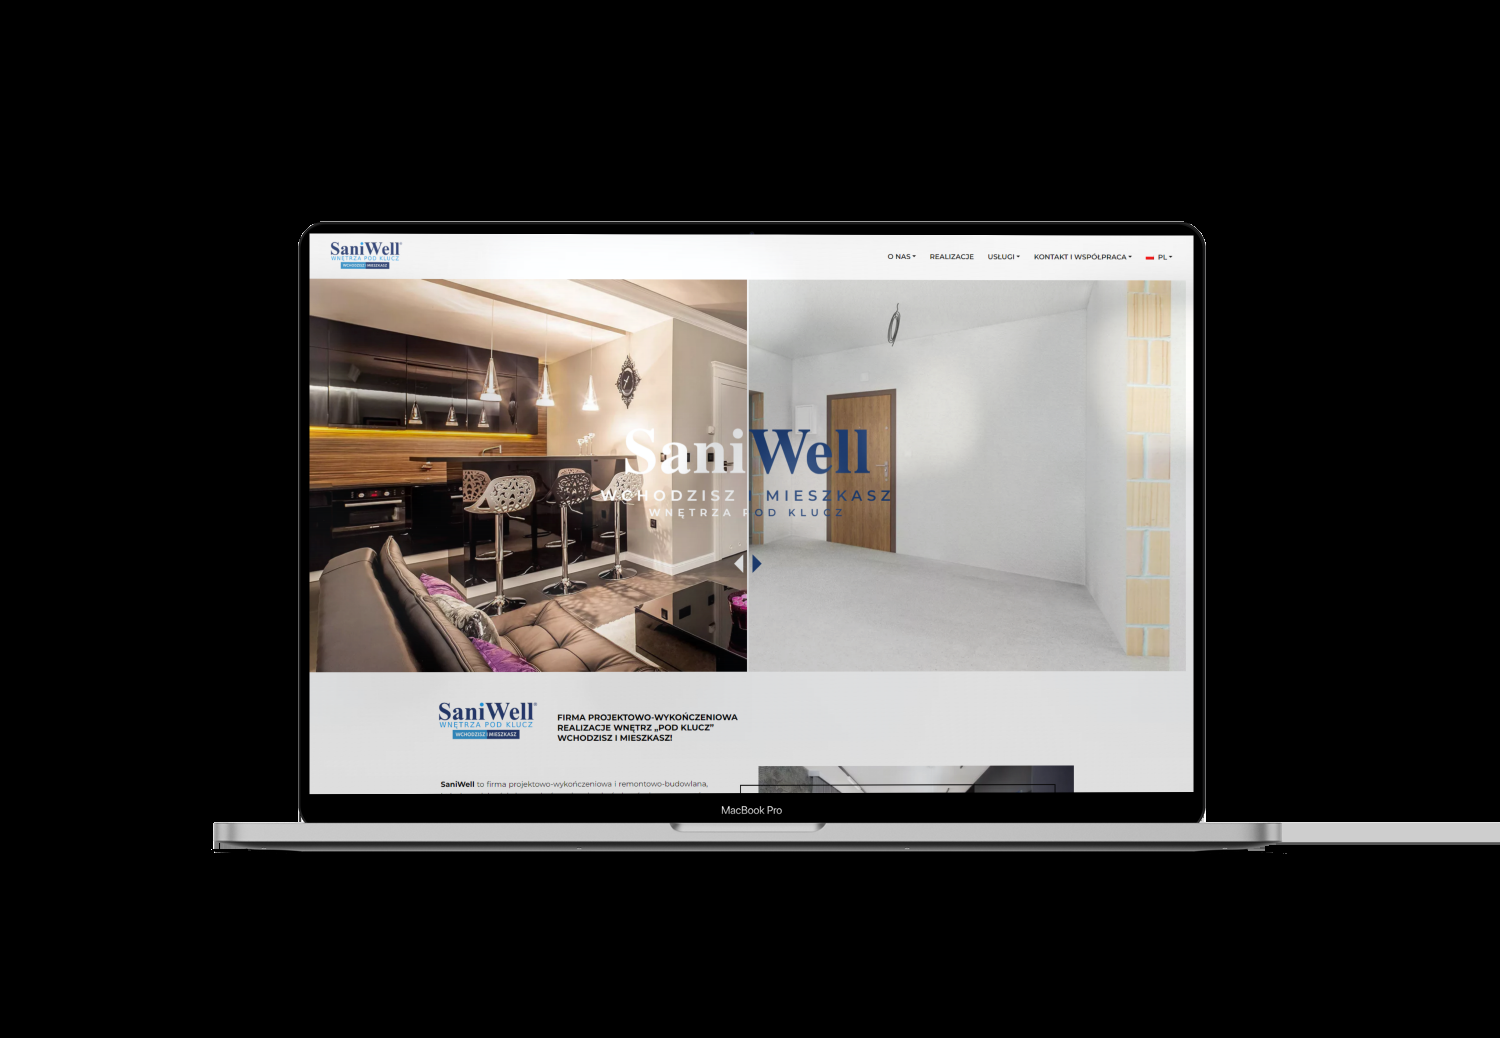 SaniWell®
WNĘTRZA POD KLUCZ
WCHODZISZ I MIESZKASZ
O NAS
REALIZACJE
USŁUGI
KONTAKT I WSPÓŁPRACA
PL
SaniWell
WCHODZISZ I MIESZKASZ
WNĘTRZA POD KLUCZ
SaniWell®
WNĘTRZA POD KLUCZ
WCHODZISZ I MIESZKASZ
FIRMA PROJEKTOWO-WYKOŃCZENIOWA
REALIZACJE WNĘTRZ „POD KLUCZ”
WCHODZISZ I MIESZKASZ!
SaniWell to firma projektowo-wykończeniowa i remontowo-budowlana,
MacBook Pro